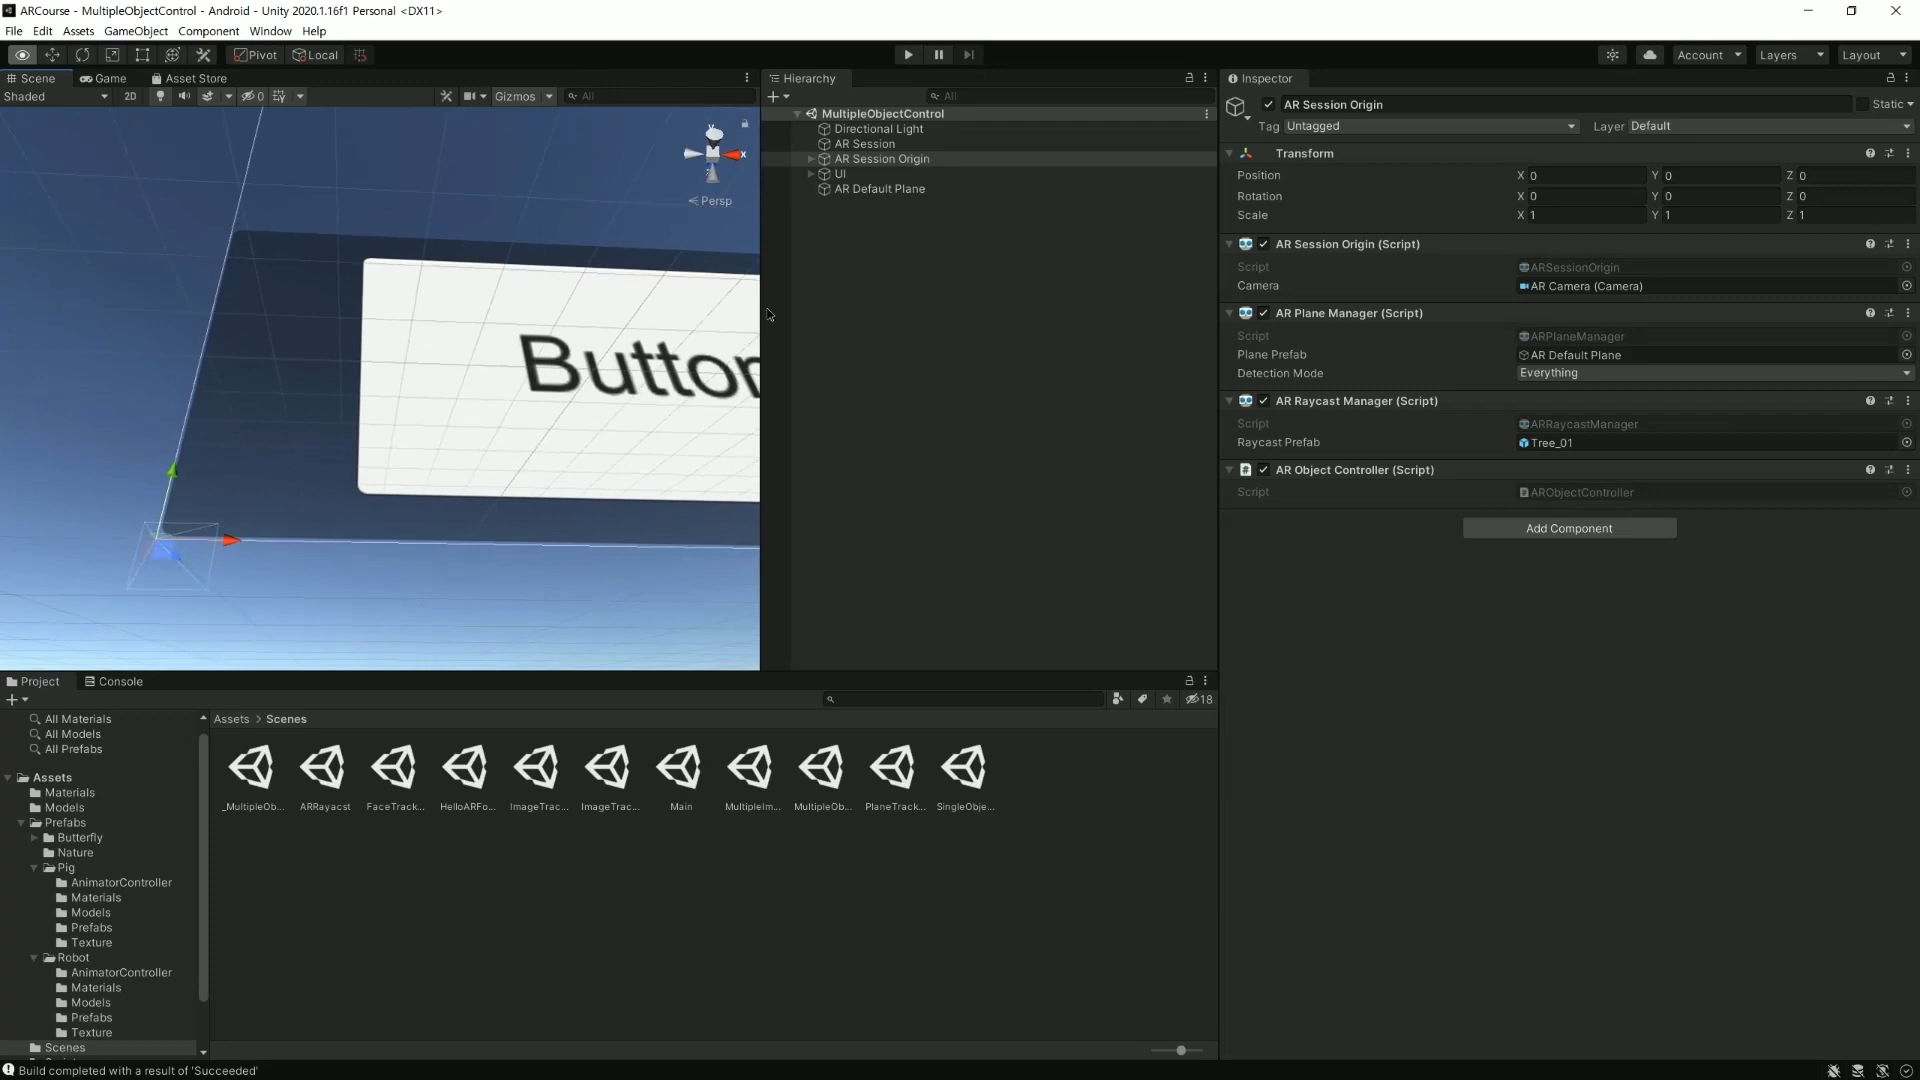 ARCourse - MultipleObjectControl - Android - Unity 2020.1.16f1 Personal <DX11>
File Edit Assets GameObject Component Window Help
Pivot Local
Account Layers Layout
Scene Game Asset Store
Shaded 2D 0 Gizmos All
Button
Y
X
Persp
Hierarchy
All
MultipleObjectControl
Directional Light
AR Session
AR Session Origin
UI
AR Default Plane
Inspector
AR Session Origin Static
Tag Untagged Layer Default
Transform
Position X 0 Y 0 Z 0
Rotation X 0 Y 0 Z 0
Scale X 1 Y 1 Z 1
AR Session Origin (Script)
Script ARSessionOrigin
Camera AR Camera (Camera)
AR Plane Manager (Script)
Script ARPlaneManager
Plane Prefab AR Default Plane
Detection Mode Everything
AR Raycast Manager (Script)
Script ARRaycastManager
Raycast Prefab Tree_01
AR Object Controller (Script)
Script ARObjectController
Add Component
Project Console
18
All Materials
All Models
All Prefabs
Assets
Materials
Models
Prefabs
Butterfly
Nature
Pig
AnimatorController
Materials
Models
Prefabs
Texture
Robot
AnimatorController
Materials
Models
Prefabs
Texture
Scenes
Assets > Scenes
_MultipleOb... ARRayacst FaceTrack... HelloARFo... ImageTrac... ImageTrac... Main MultipleIm... MultipleOb... PlaneTrack... SingleObje...
Build completed with a result of 'Succeeded'